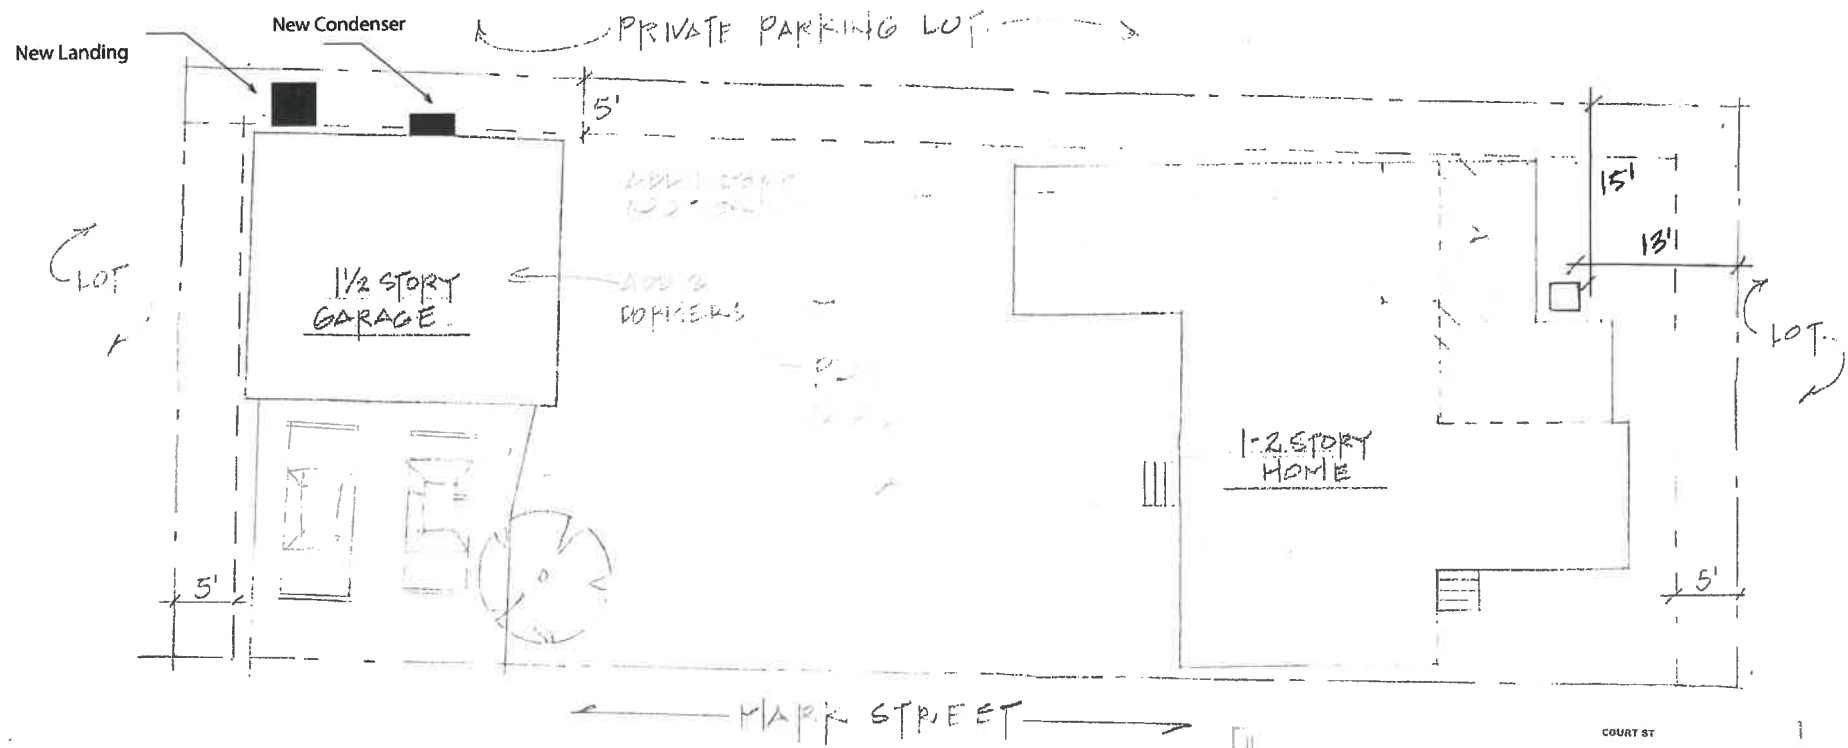 New Landing
New Condenser
PRIVATE PARKING LOT
5'
15'
13'
LOT
LOT.
1½ STORY
GARAGE
ADD 2
DORMERS
1-2 STORY
HOME
5'
5'
MARK STREET
COURT ST